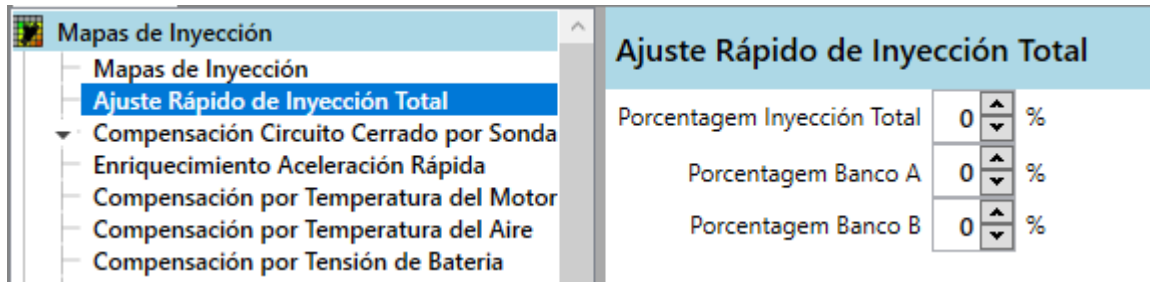 Mapas de Inyección
Mapas de Inyección
Ajuste Rápido de Inyección Total
Compensación Circuito Cerrado por Sonda
Enriquecimiento Aceleración Rápida
Compensación por Temperatura del Motor
Compensación por Temperatura del Aire
Compensación por Tensión de Bateria
Ajuste Rápido de Inyección Total
Porcentagem Inyección Total 0 %
Porcentagem Banco A 0 %
Porcentagem Banco B 0 %